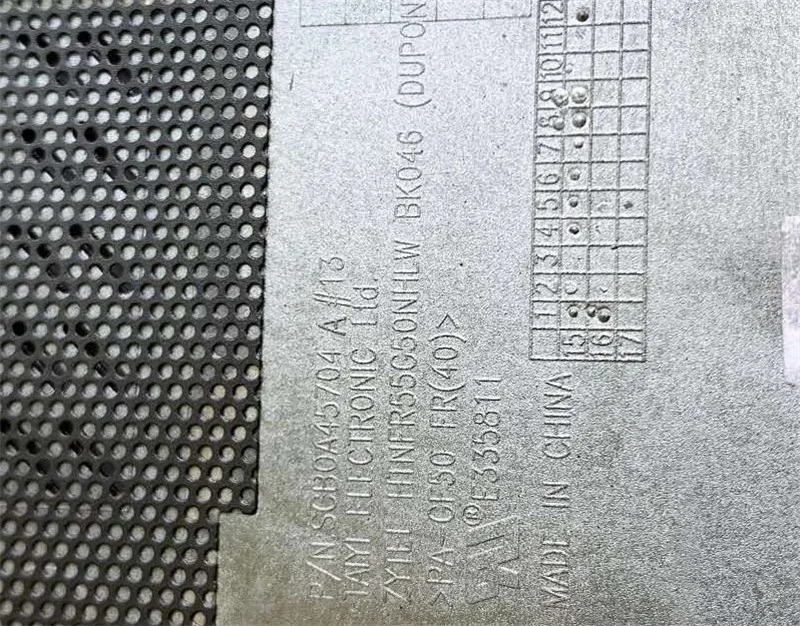 P/N:SCB0A45704 A #13
TAIYI ELECTRONIC Ltd.
ZYTEL HTNFR55G50NHLW BK046 (DUPON
>PA-GF50 FR(40)<
® E335811
MADE IN CHINA
1 2 3 4 5 6 7 8 9 10 11 12
15
16
17